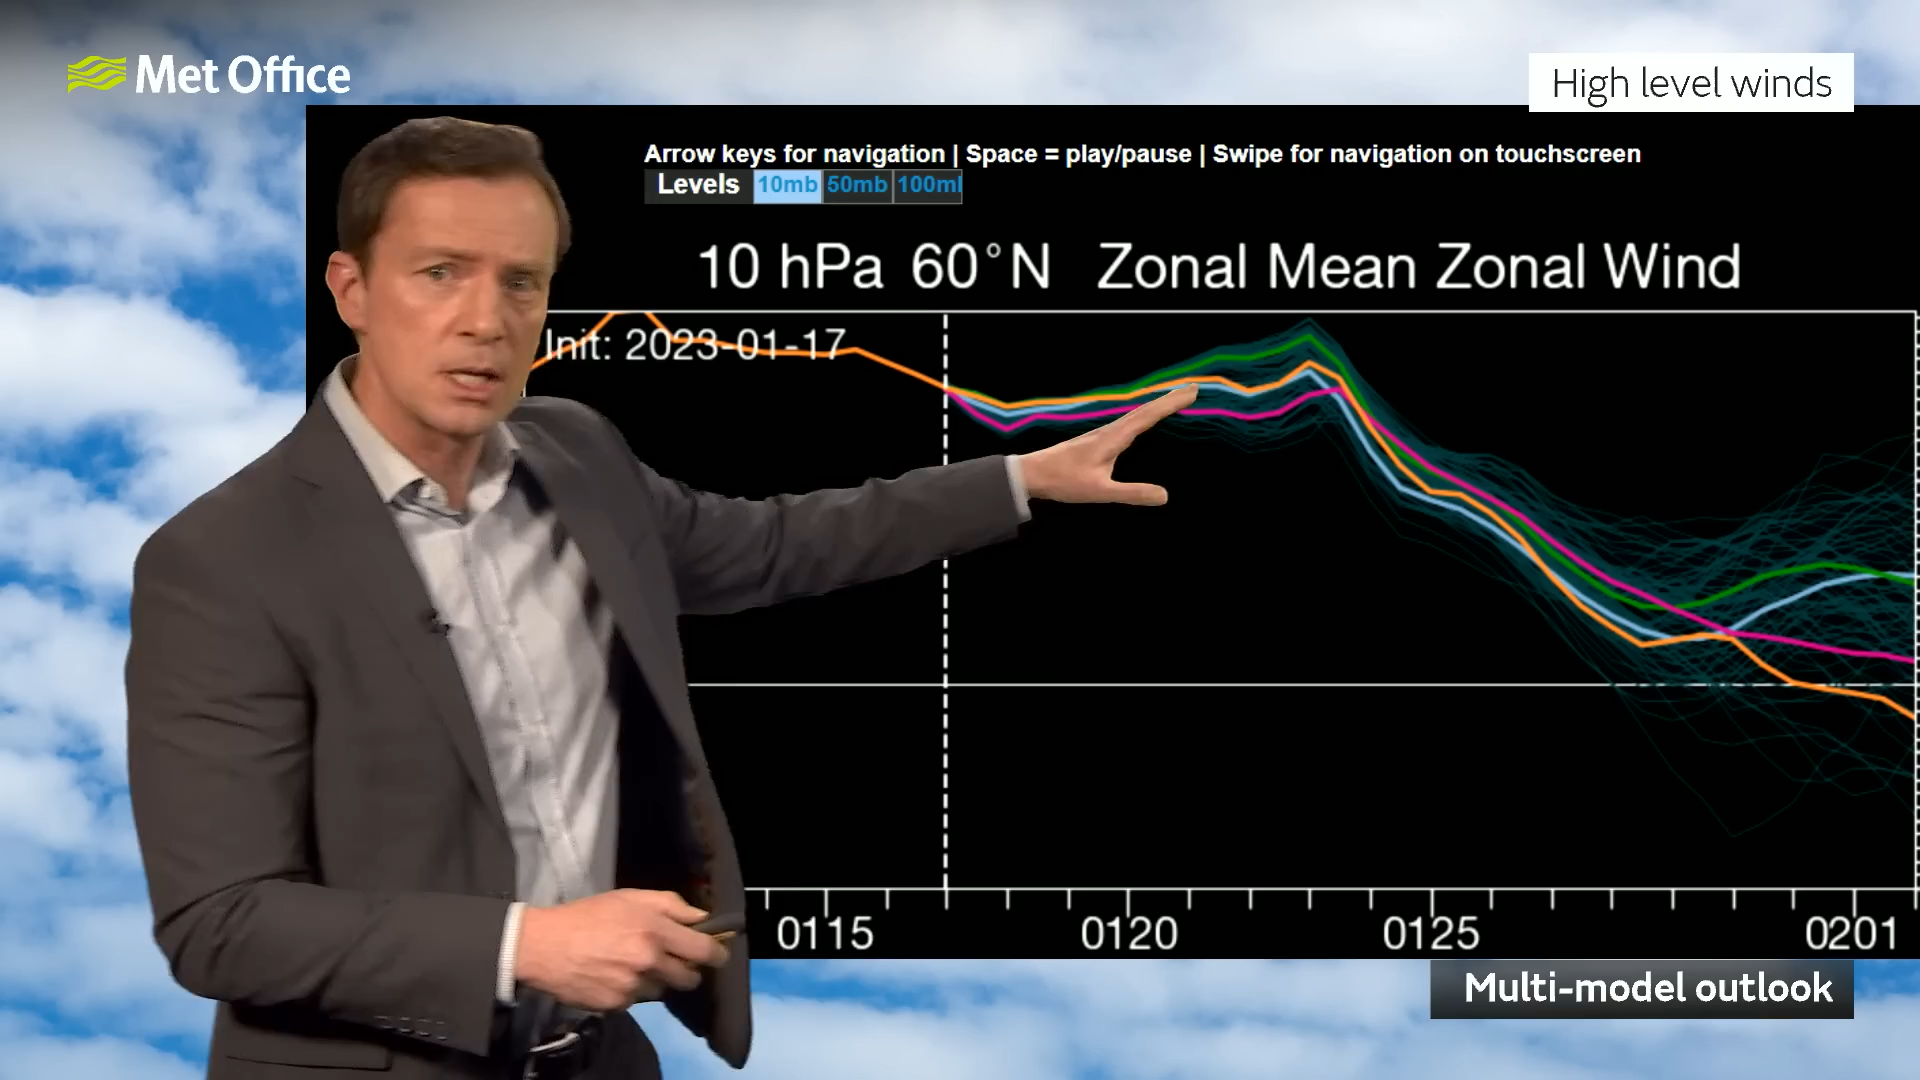 Met Office
High level winds
Arrow keys for navigation | Space = play/pause | Swipe for navigation on touchscreen
Levels 10mb 50mb 100ml
10 hPa 60°N Zonal Mean Zonal Wind
Init: 2023-01-17
0115 0120 0125 0201
Multi-model outlook